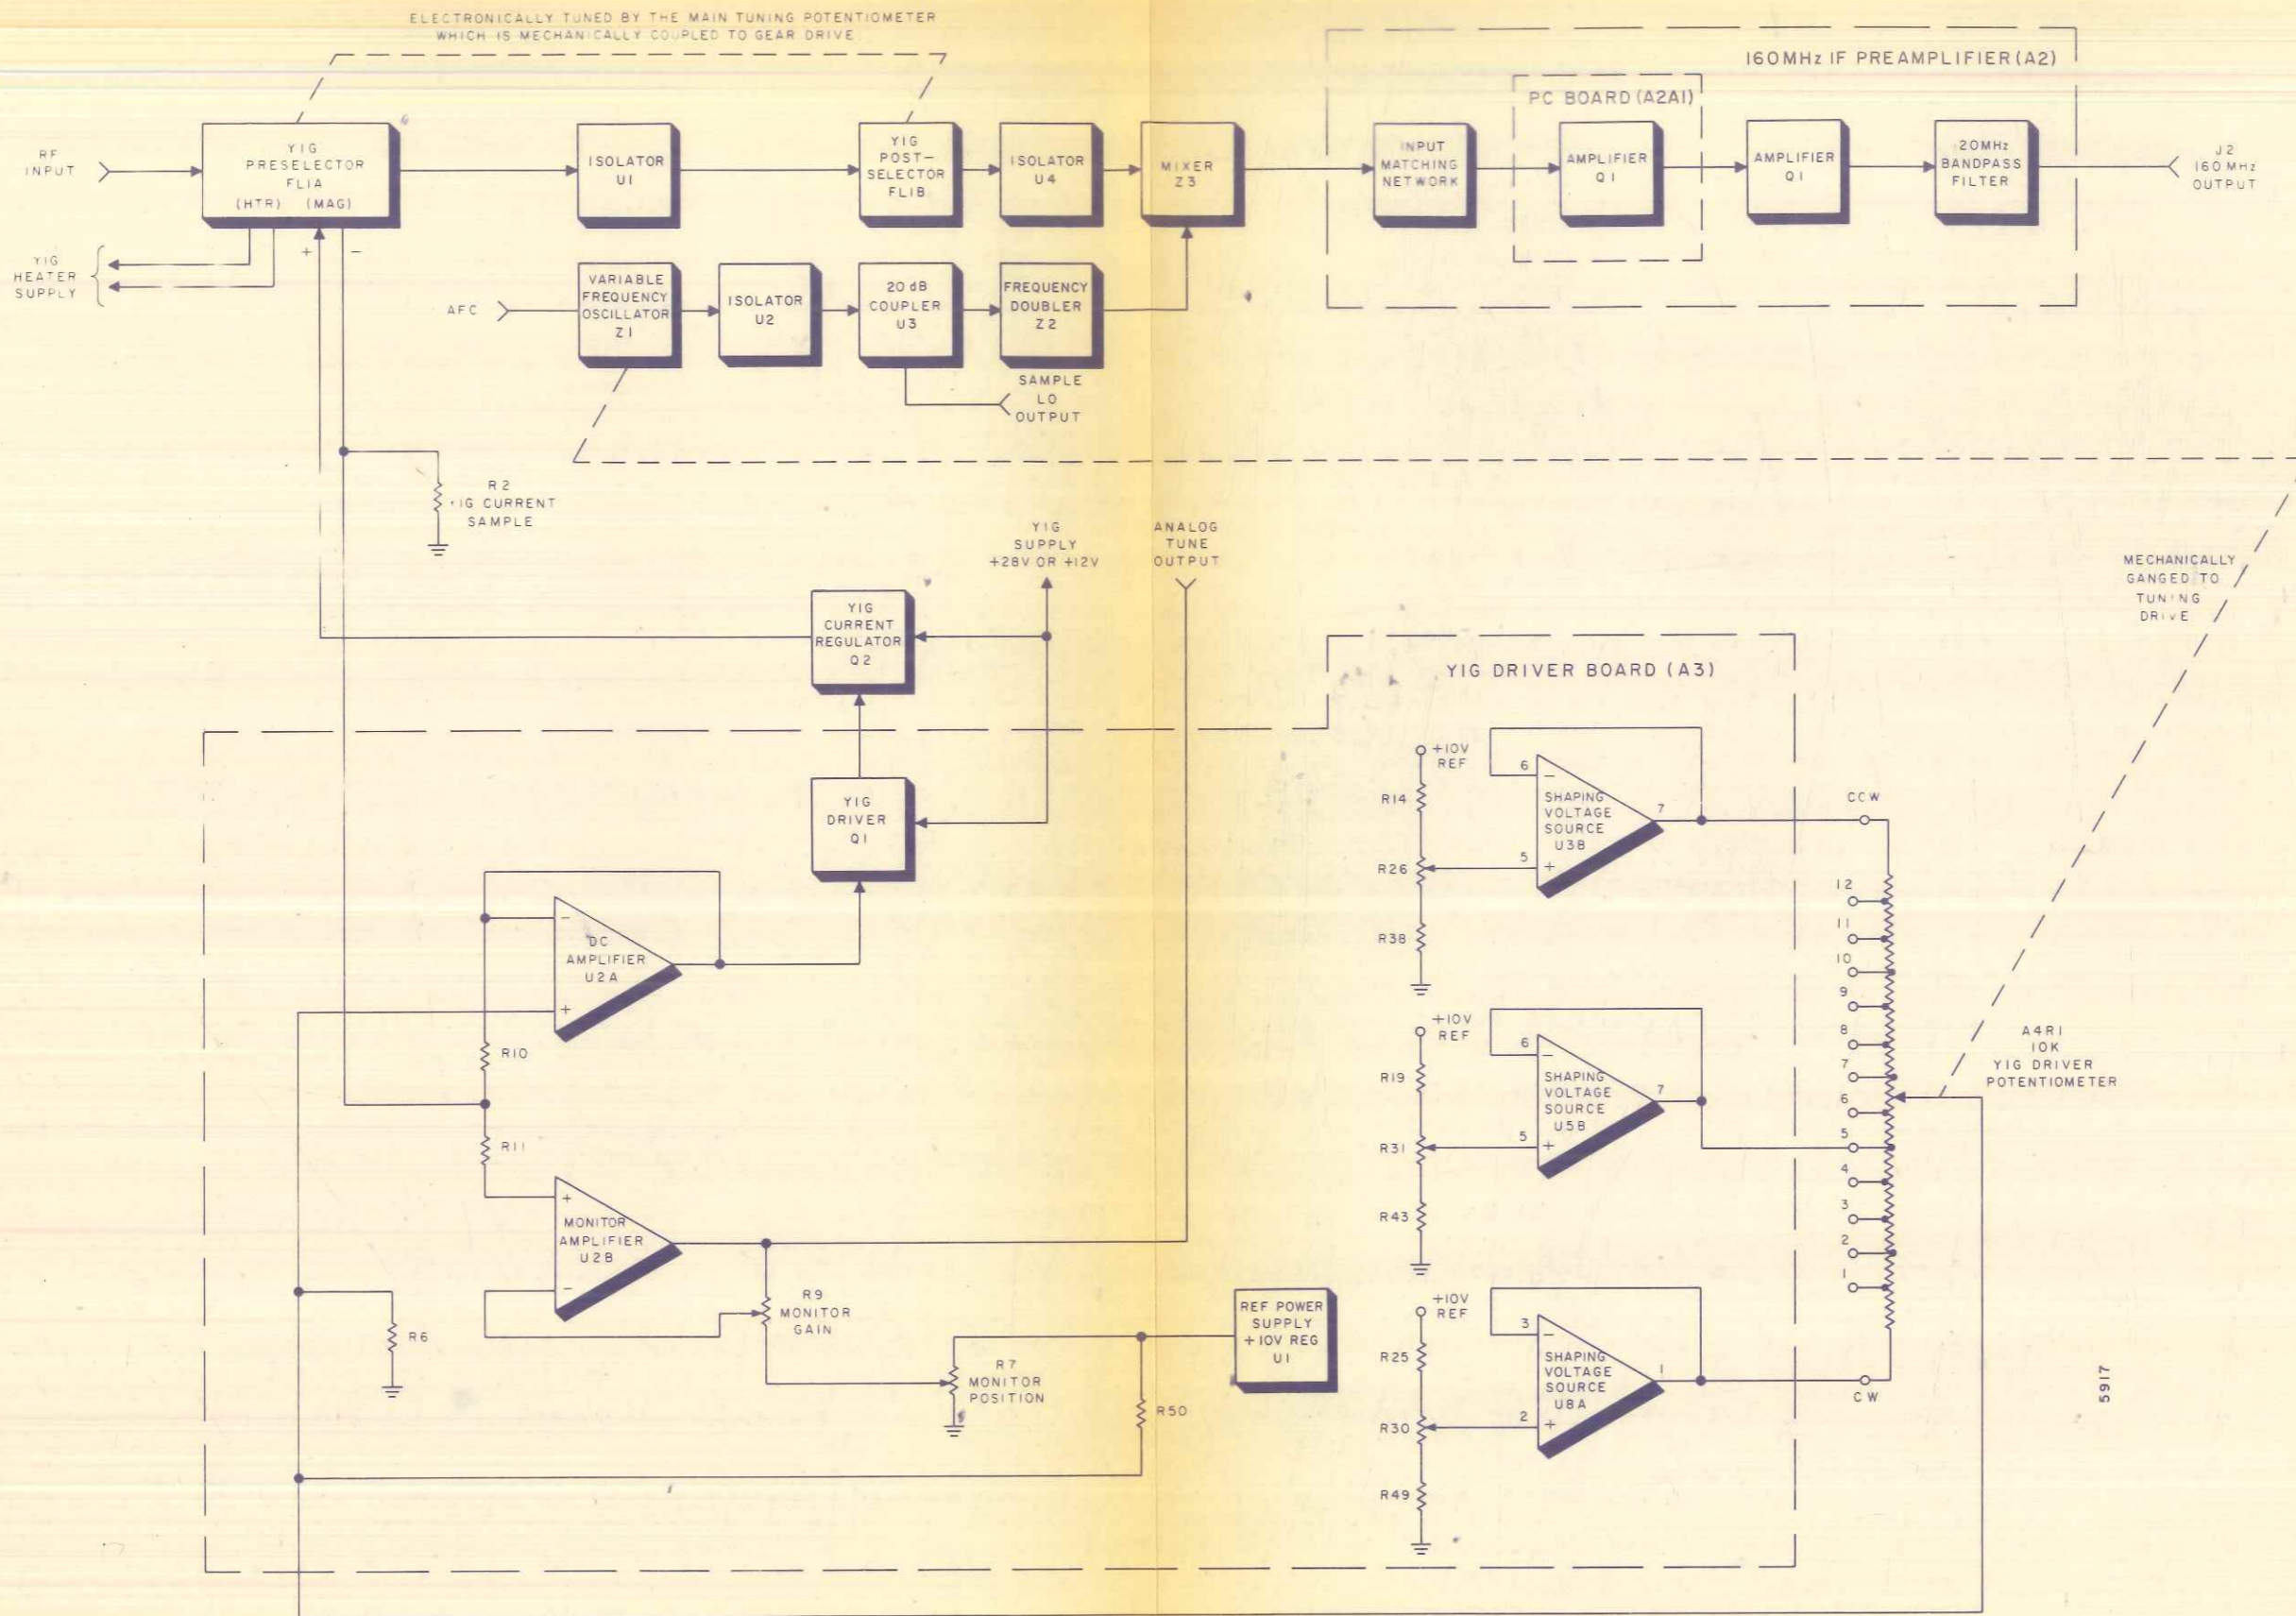 ELECTRONICALLY TUNED BY THE MAIN TUNING POTENTIOMETER
WHICH IS MECHANICALLY COUPLED TO GEAR DRIVE.
160MHz IF PREAMPLIFIER (A2)
PC BOARD (A2A1)
RF
INPUT
YIG
PRESELECTOR
FL1A
(HTR) (MAG)
+
-
ISOLATOR
U1
YIG
POST-
SELECTOR
FL1B
ISOLATOR
U4
MIXER
Z3
INPUT
MATCHING
NETWORK
AMPLIFIER
Q1
AMPLIFIER
Q1
20MHz
BANDPASS
FILTER
J2
160 MHz
OUTPUT
YIG
HEATER
SUPPLY
AFC
VARIABLE
FREQUENCY
OSCILLATOR
Z1
ISOLATOR
U2
20 dB
COUPLER
U3
FREQUENCY
DOUBLER
Z2
SAMPLE
LO
OUTPUT
R2
YIG CURRENT
SAMPLE
YIG
SUPPLY
+28V OR +12V
ANALOG
TUNE
OUTPUT
MECHANICALLY
GANGED TO
TUNING
DRIVE
YIG
CURRENT
REGULATOR
Q2
YIG DRIVER BOARD (A3)
YIG
DRIVER
Q1
+10V
REF
R14
R26
R38
6
-
SHAPING
VOLTAGE
SOURCE
U3B
7
5
+
CCW
-
DC
AMPLIFIER
U2A
+
R10
R11
+10V
REF
R19
R31
R43
6
-
SHAPING
VOLTAGE
SOURCE
U5B
7
5
+
12
11
10
9
8
7
6
5
4
3
2
1
A4R1
10K
YIG DRIVER
POTENTIOMETER
+
MONITOR
AMPLIFIER
U2B
-
R6
R9
MONITOR
GAIN
R7
MONITOR
POSITION
R50
REF POWER
SUPPLY
+10V REG
U1
+10V
REF
R25
R30
R49
3
-
SHAPING
VOLTAGE
SOURCE
U8A
1
2
+
CW
5917